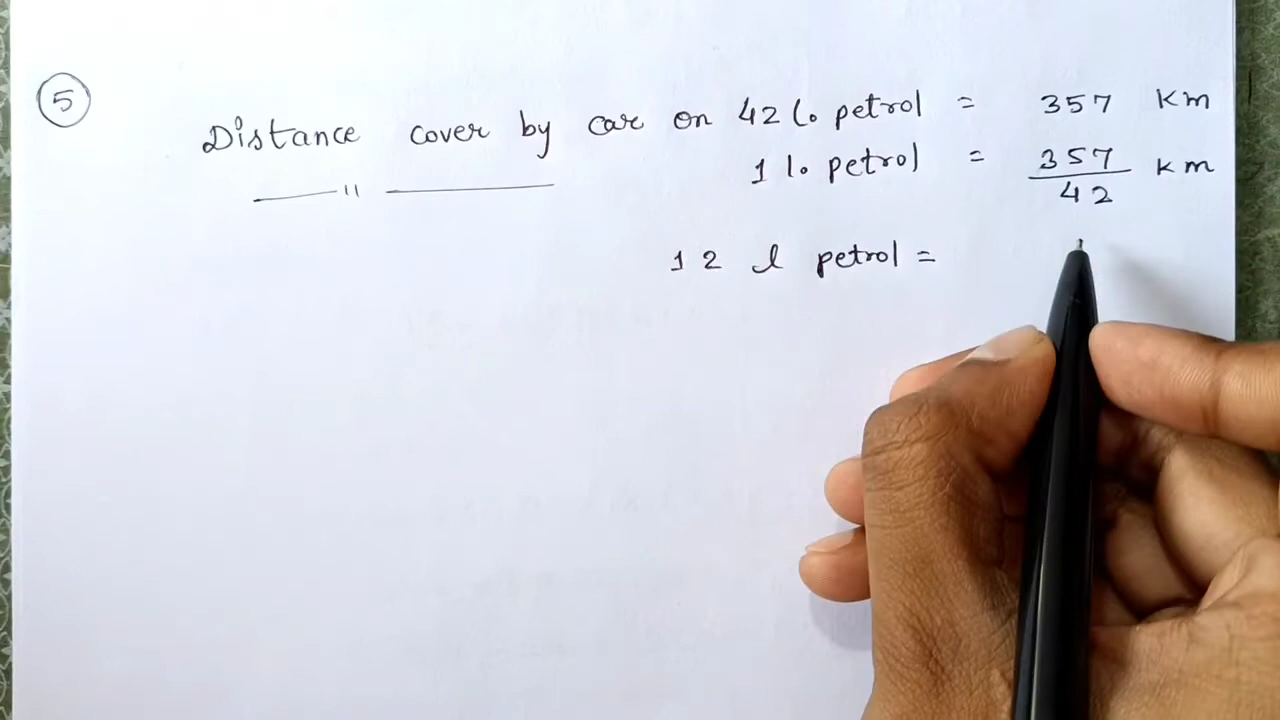 5
Distance cover by car on 42 l. petrol = 357 Km
—— " —— 1 l. petrol = 357/42 km
12 l petrol =